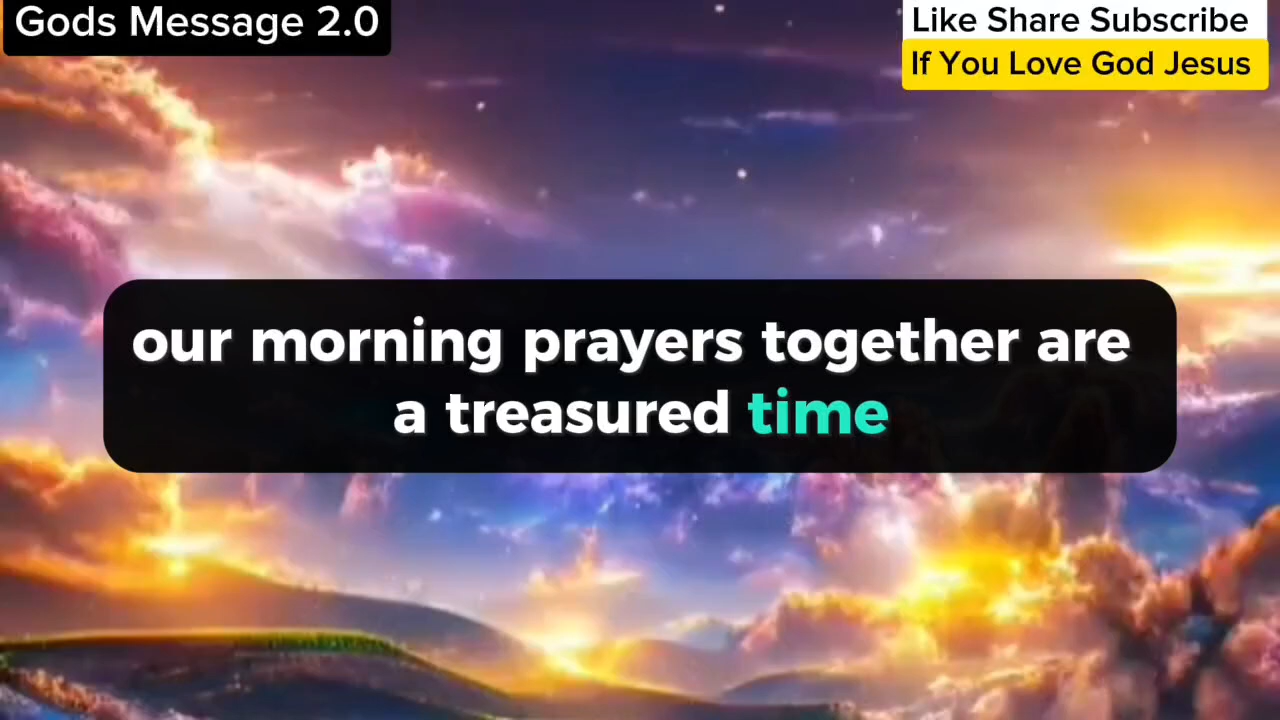 Gods Message 2.0
Like Share Subscribe
If You Love God Jesus
our morning prayers together are
a treasured time